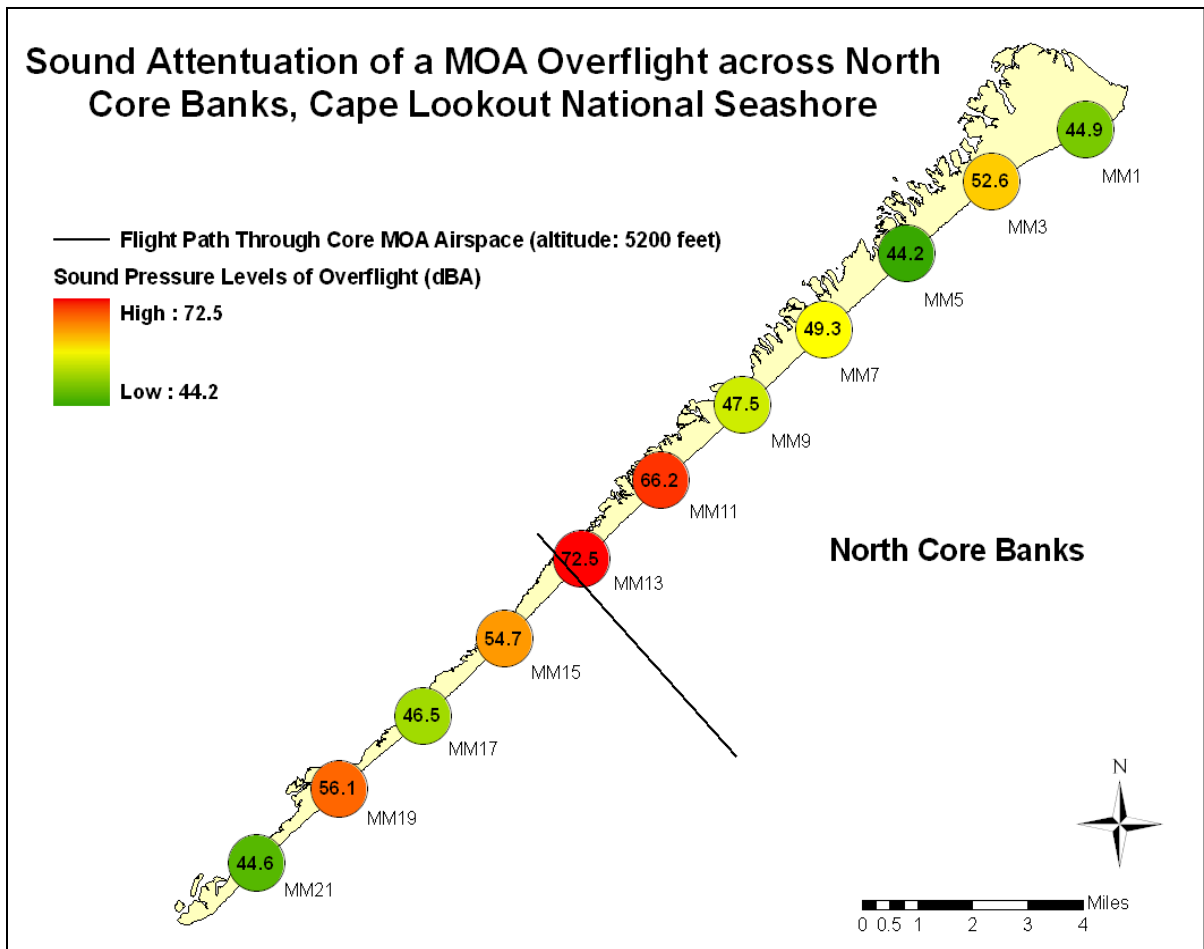 Sound Attentuation of a MOA Overflight across North
Core Banks, Cape Lookout National Seashore
Flight Path Through Core MOA Airspace (altitude: 5200 feet)
Sound Pressure Levels of Overflight (dBA)
High : 72.5
Low : 44.2
44.9
MM1
52.6
MM3
44.2
MM5
49.3
MM7
47.5
MM9
66.2
MM11
72.5
MM13
54.7
MM15
46.5
MM17
56.1
MM19
44.6
MM21
North Core Banks
N
Miles
0 0.5 1 2 3 4